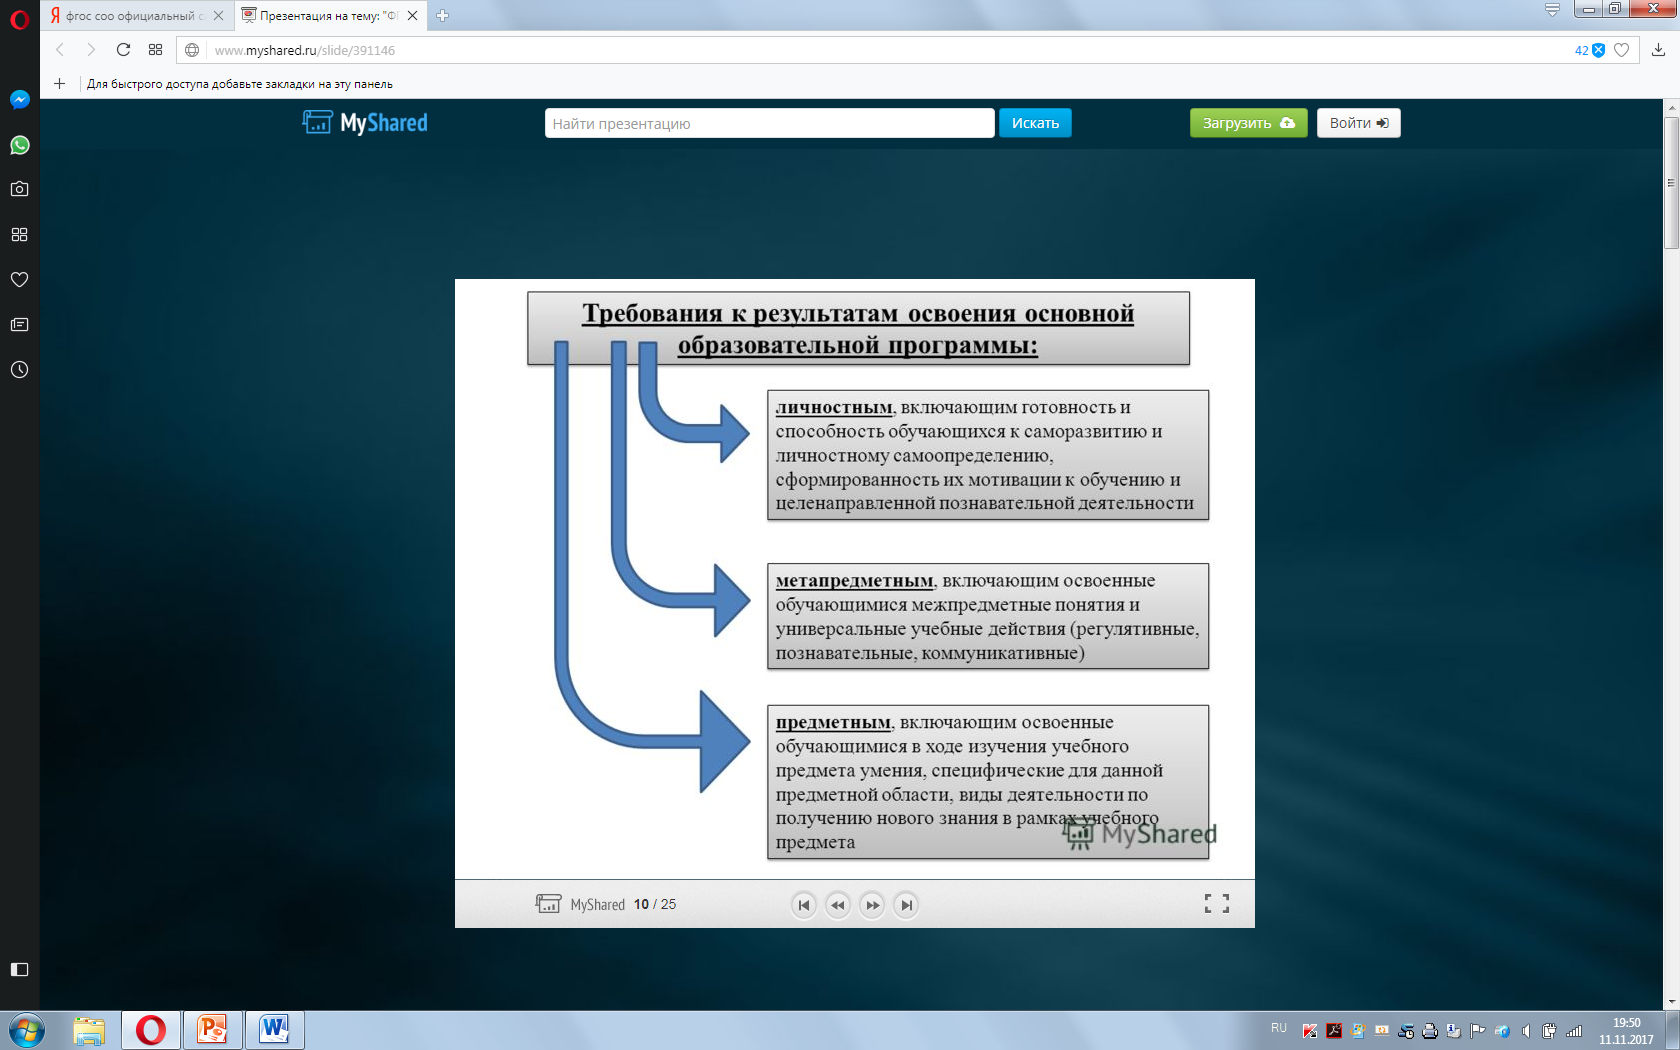 фгос соо официальный с
Презентация на тему: "ФГ
www.myshared.ru/slide/391146
42
Для быстрого доступа добавьте закладки на эту панель
MyShared
Найти презентацию
Искать
Загрузить
Войти
Требования к результатам освоения основной
образовательной программы:
личностным, включающим готовность и
способность обучающихся к саморазвитию и
личностному самоопределению,
сформированность их мотивации к обучению и
целенаправленной познавательной деятельности
метапредметным, включающим освоенные
обучающимися межпредметные понятия и
универсальные учебные действия (регулятивные,
познавательные, коммуникативные)
предметным, включающим освоенные
обучающимися в ходе изучения учебного
предмета умения, специфические для данной
предметной области, виды деятельности по
получению нового знания в рамках учебного
предмета
MyShared
MyShared 10 / 25
RU
19:50
11.11.2017